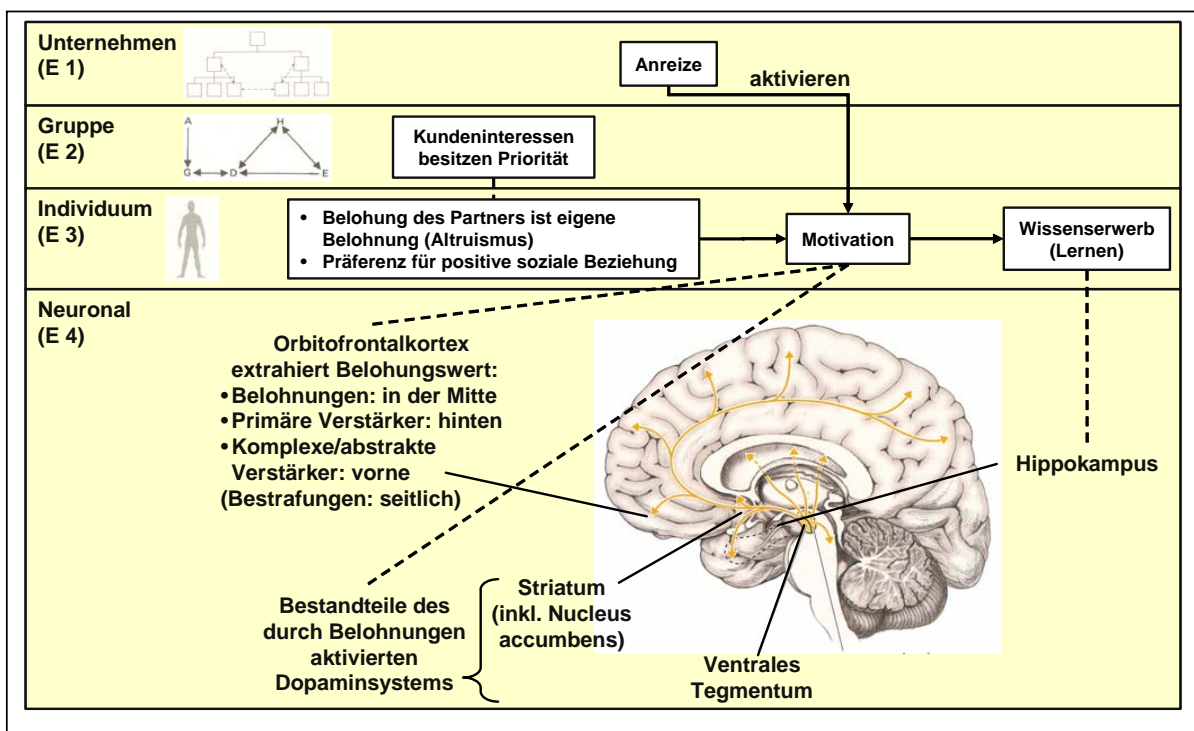 Unternehmen
(E 1)
Anreize
aktivieren
Gruppe
(E 2)
A
H
G
D
E
Kundeninteressen
besitzen Priorität
Individuum
(E 3)
• Belohung des Partners ist eigene
Belohnung (Altruismus)
• Präferenz für positive soziale Beziehung
Motivation
Wissenserwerb
(Lernen)
Neuronal
(E 4)
Orbitofrontalkortex
extrahiert Belohungswert:
• Belohnungen: in der Mitte
• Primäre Verstärker: hinten
• Komplexe/abstrakte
Verstärker: vorne
(Bestrafungen: seitlich)
Hippokampus
Bestandteile des
durch Belohnungen
aktivierten
Dopaminsystems
Striatum
(inkl. Nucleus
accumbens)
Ventrales
Tegmentum